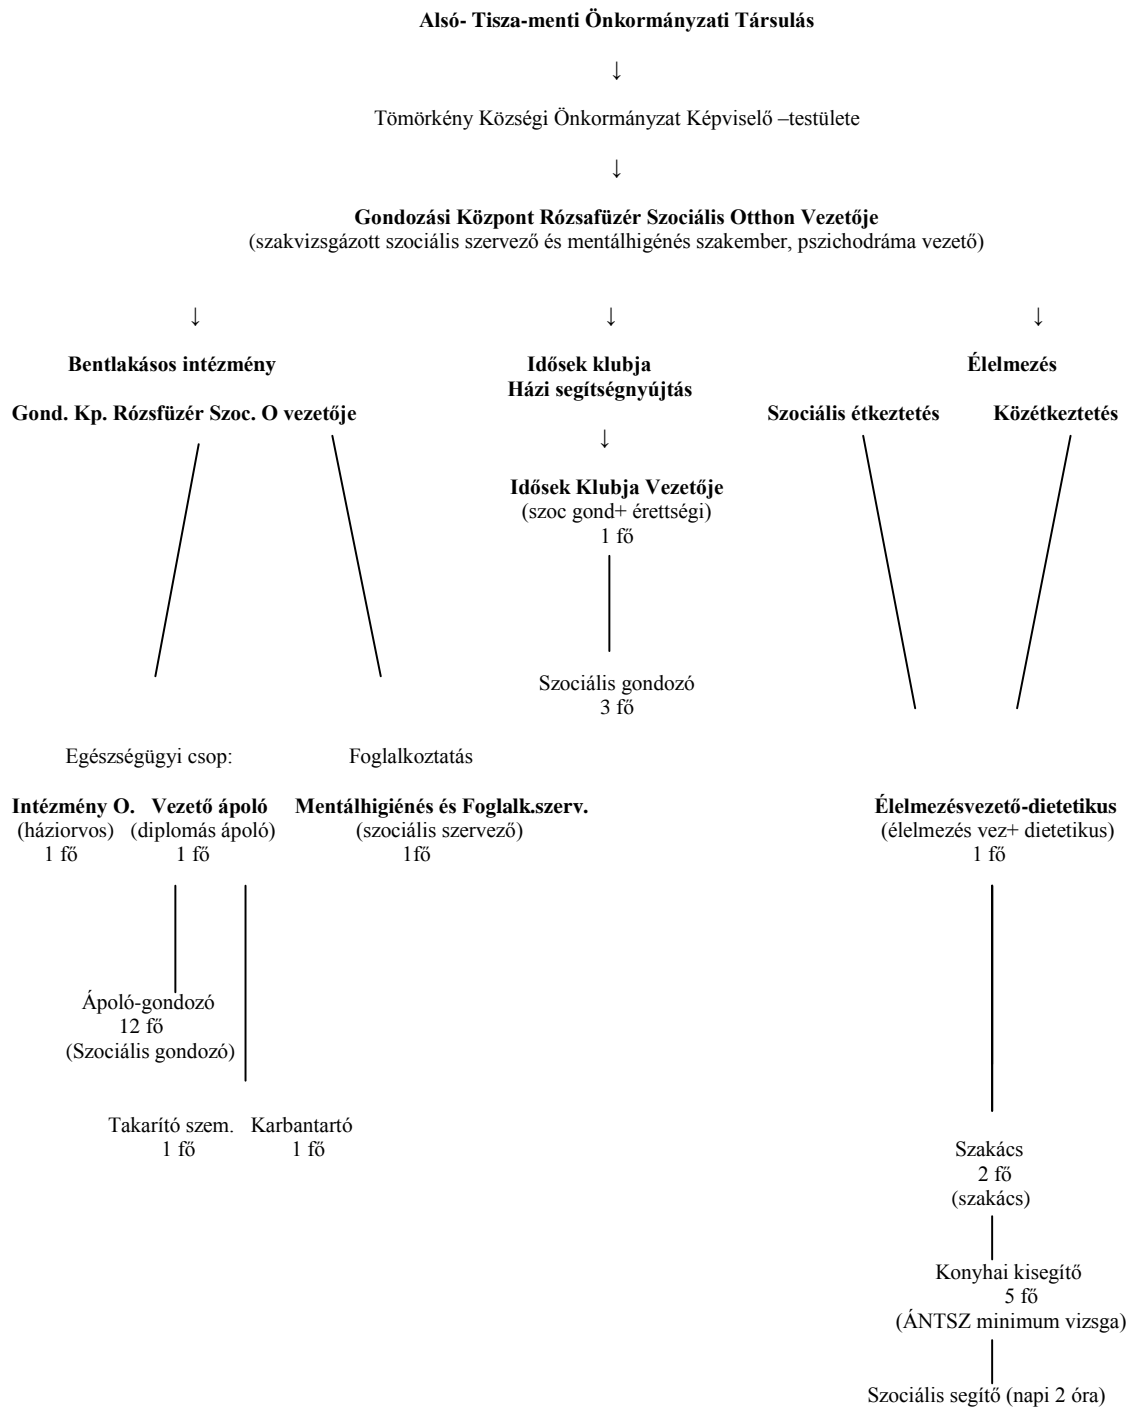 Alsó- Tisza-menti Önkormányzati Társulás
↓
Tömörkény Községi Önkormányzat Képviselő –testülete
↓
Gondozási Központ Rózsafüzér Szociális Otthon Vezetője
(szakvizsgázott szociális szervező és mentálhigénés szakember, pszichodráma vezető)
↓ ↓ ↓
Bentlakásos intézmény
Gond. Kp. Rózsfüzér Szoc. O vezetője
Idősek klubja
Házi segítségnyújtás
↓
Idősek Klubja Vezetője
(szoc gond+ érettségi)
1 fő
Szociális gondozó
3 fő
Élelmezés
Szociális étkeztetés Közétkeztetés
Egészségügyi csop: Foglalkoztatás
Intézmény O. Vezető ápoló Mentálhigiénés és Foglalk.szerv.
(háziorvos) (diplomás ápoló) (szociális szervező)
1 fő 1 fő 1fő
Ápoló-gondozó
12 fő
(Szociális gondozó)
Takarító szem. Karbantartó
1 fő 1 fő
Élelmezésvezető-dietetikus
(élelmezés vez+ dietetikus)
1 fő
Szakács
2 fő
(szakács)
Konyhai kisegítő
5 fő
(ÁNTSZ minimum vizsga)
Szociális segítő (napi 2 óra)